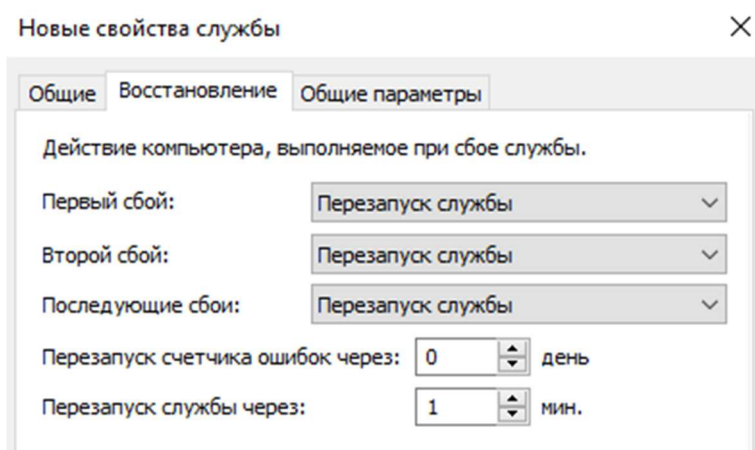 Новые свойства службы
Общие Восстановление Общие параметры
Действие компьютера, выполняемое при сбое службы.
Первый сбой: Перезапуск службы
Второй сбой: Перезапуск службы
Последующие сбои: Перезапуск службы
Перезапуск счетчика ошибок через: 0 день
Перезапуск службы через: 1 мин.